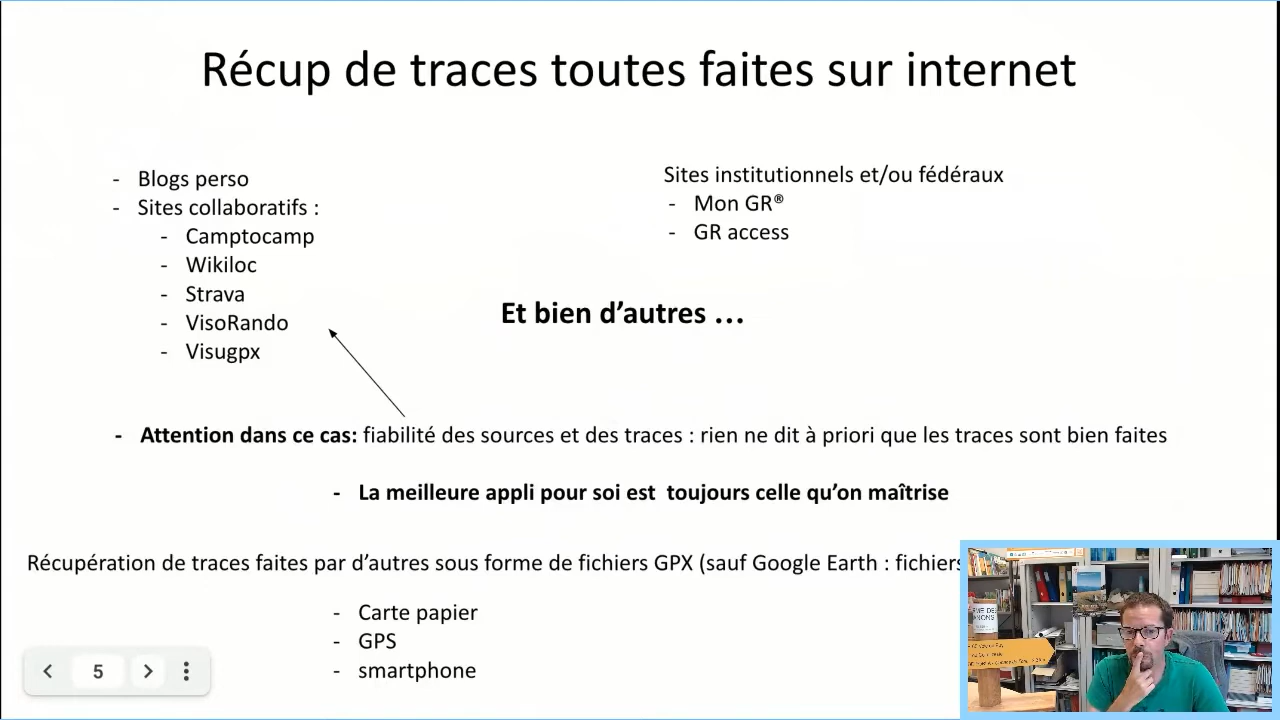 Récup de traces toutes faites sur internet
- Blogs perso
- Sites collaboratifs :
- Camptocamp
- Wikiloc
- Strava
- VisoRando
- Visugpx
Sites institutionnels et/ou fédéraux
- Mon GR®
- GR access
Et bien d’autres …
- Attention dans ce cas: fiabilité des sources et des traces : rien ne dit à priori que les traces sont bien faites
- La meilleure appli pour soi est toujours celle qu’on maîtrise
Récupération de traces faites par d’autres sous forme de fichiers GPX (sauf Google Earth : fichiers
- Carte papier
- GPS
- smartphone
5